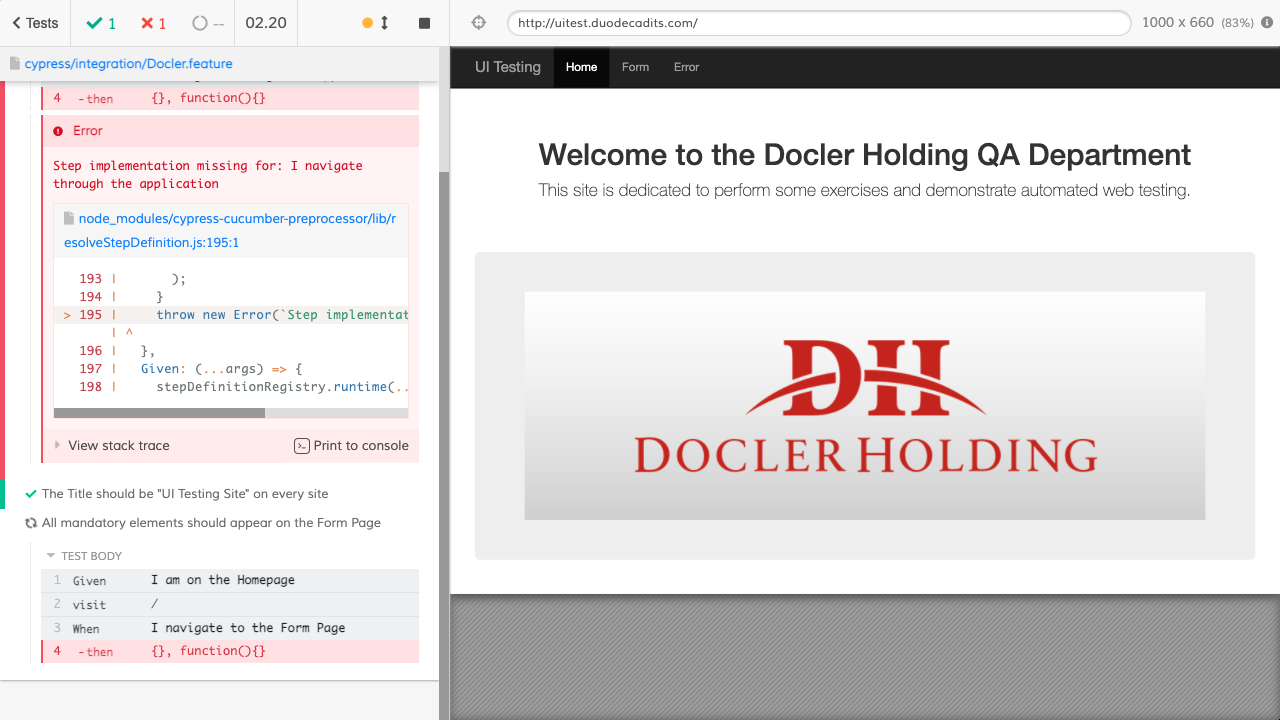 Tests 1 1 -- 02.20
http://uitest.duodecadits.com/ 1000 x 660 (83%)
cypress/integration/Docler.feature
4 - then {}, function(){}
Error
Step implementation missing for: I navigate
through the application
node_modules/cypress-cucumber-preprocessor/lib/r
esolveStepDefinition.js:195:1
193 | );
194 | }
> 195 | throw new Error(`Step implementat
| ^
196 | },
197 | Given: (...args) => {
198 | stepDefinitionRegistry.runtime(..
View stack trace Print to console
The Title should be "UI Testing Site" on every site
All mandatory elements should appear on the Form Page
TEST BODY
1 Given I am on the Homepage
2 visit /
3 When I navigate to the Form Page
4 - then {}, function(){}
UI Testing Home Form Error
Welcome to the Docler Holding QA Department
This site is dedicated to perform some exercises and demonstrate automated web testing.
DH
DOCLER HOLDING